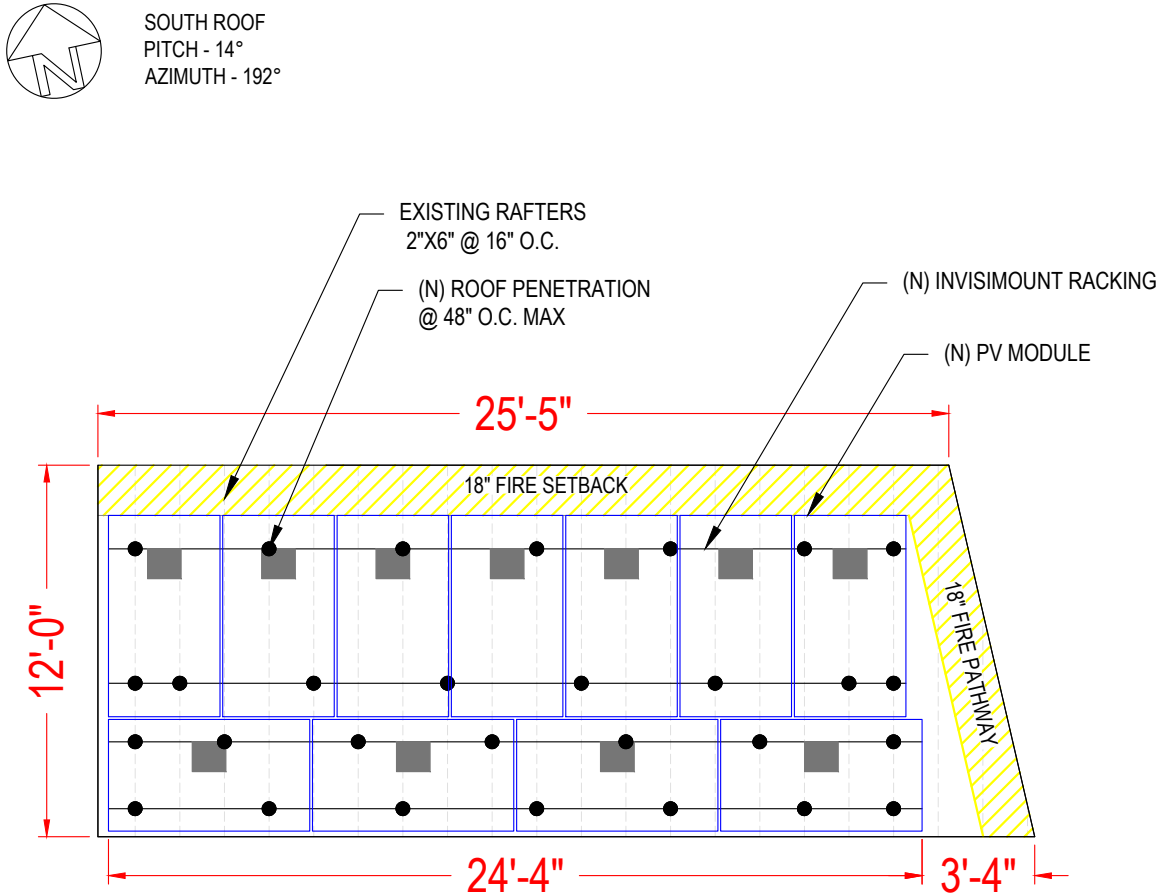 N
SOUTH ROOF
PITCH - 14°
AZIMUTH - 192°
EXISTING RAFTERS
2"X6" @ 16" O.C.
(N) ROOF PENETRATION
@ 48" O.C. MAX
(N) INVISIMOUNT RACKING
(N) PV MODULE
25'-5"
18" FIRE SETBACK
12'-0"
18" FIRE PATHWAY
24'-4"
3'-4"